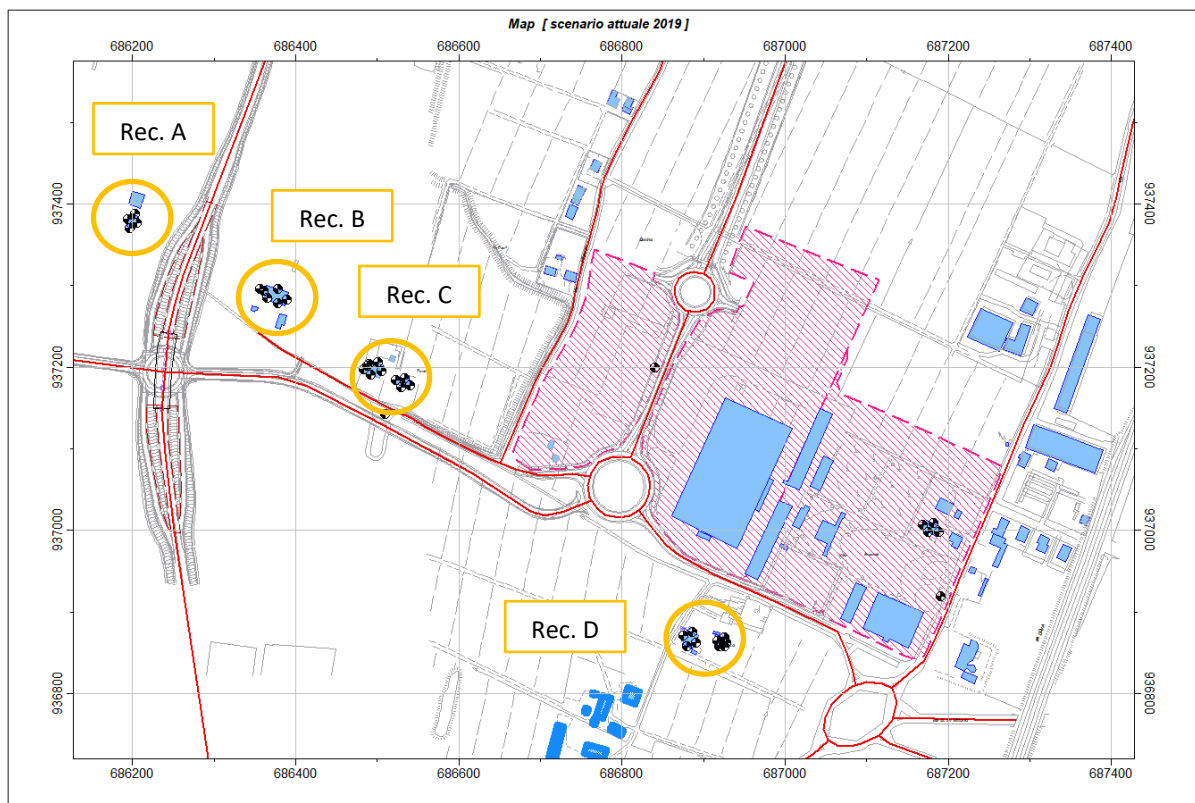 Map [ scenario attuale 2019 ]
686200 686400 686600 686800 687000 687200 687400
Rec. A
937400 937400
Rec. B
Rec. C
937200 937200
937000 937000
Rec. D
936800 936800
686200 686400 686600 686800 687000 687200 687400